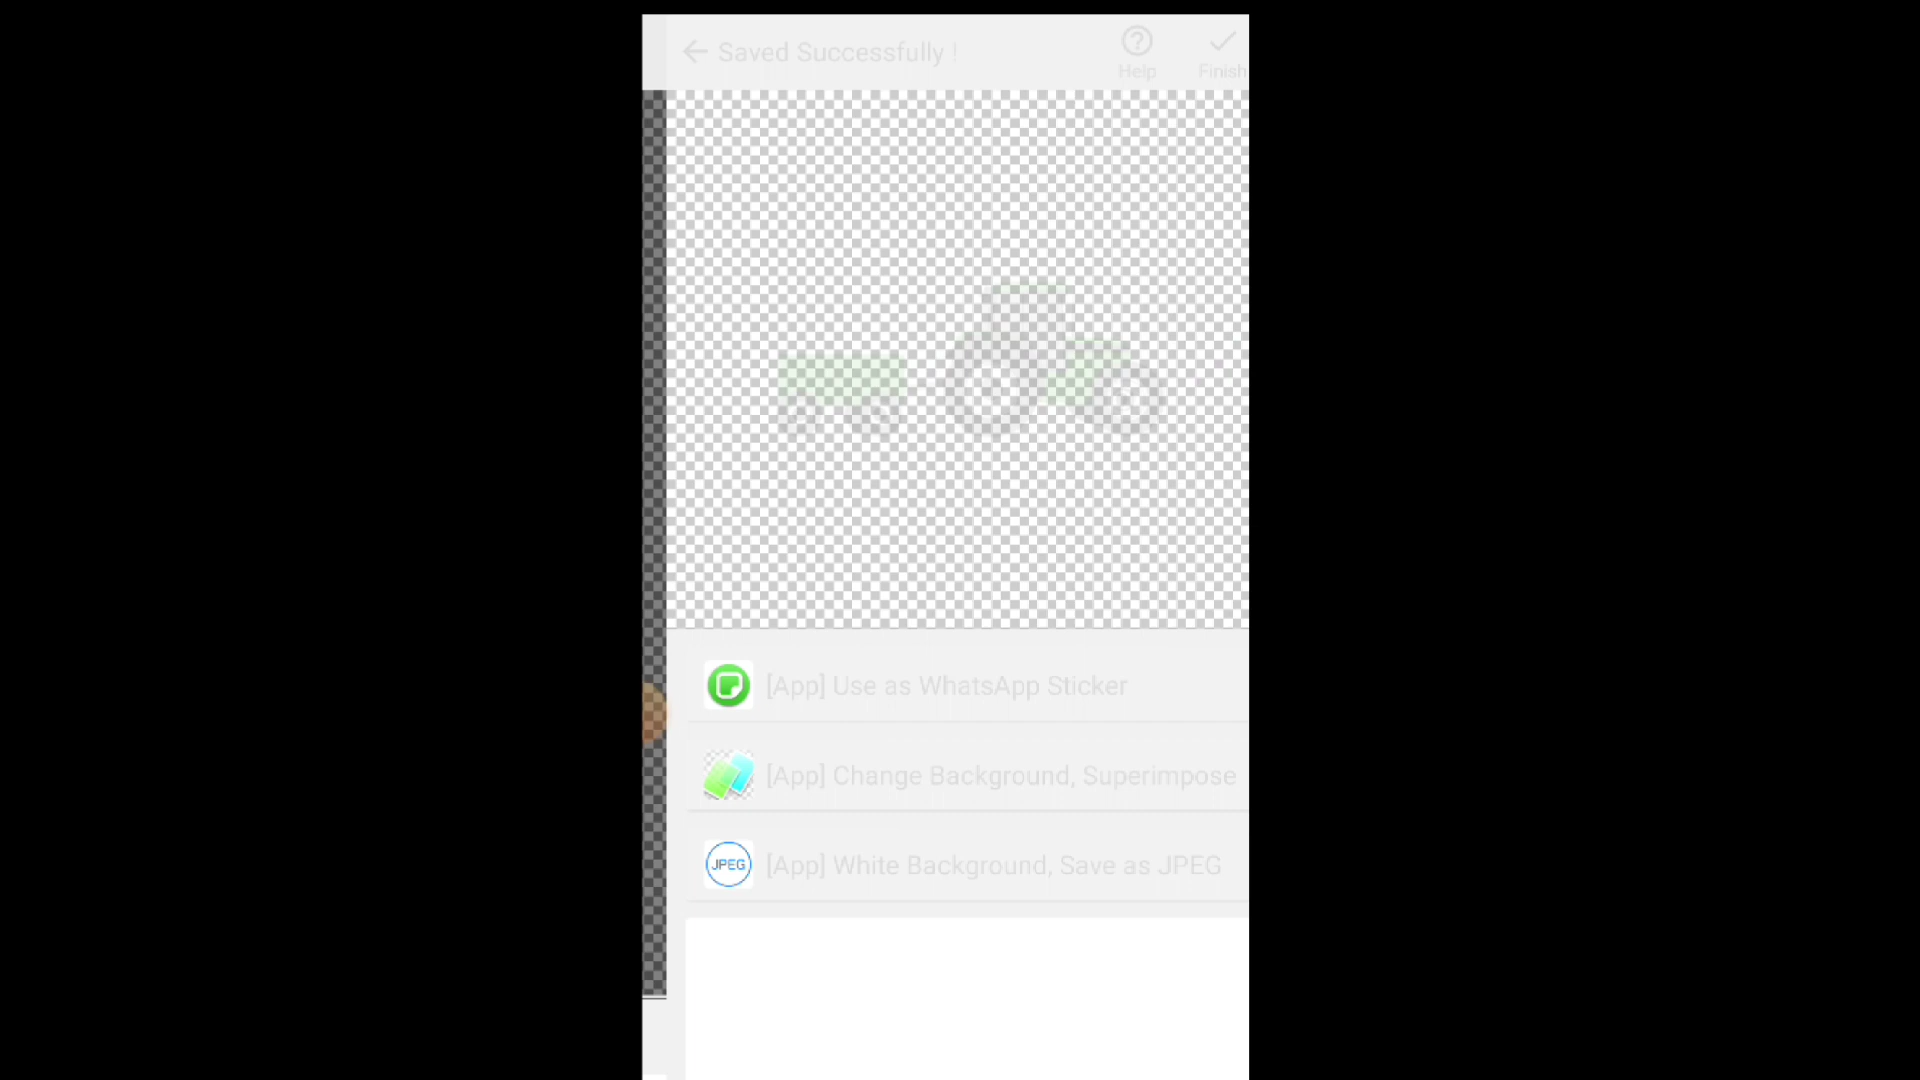 Saved Successfully !
Help
Finish
[App] Use as WhatsApp Sticker
[App] Change Background, Superimpose
JPEG
[App] White Background, Save as JPEG